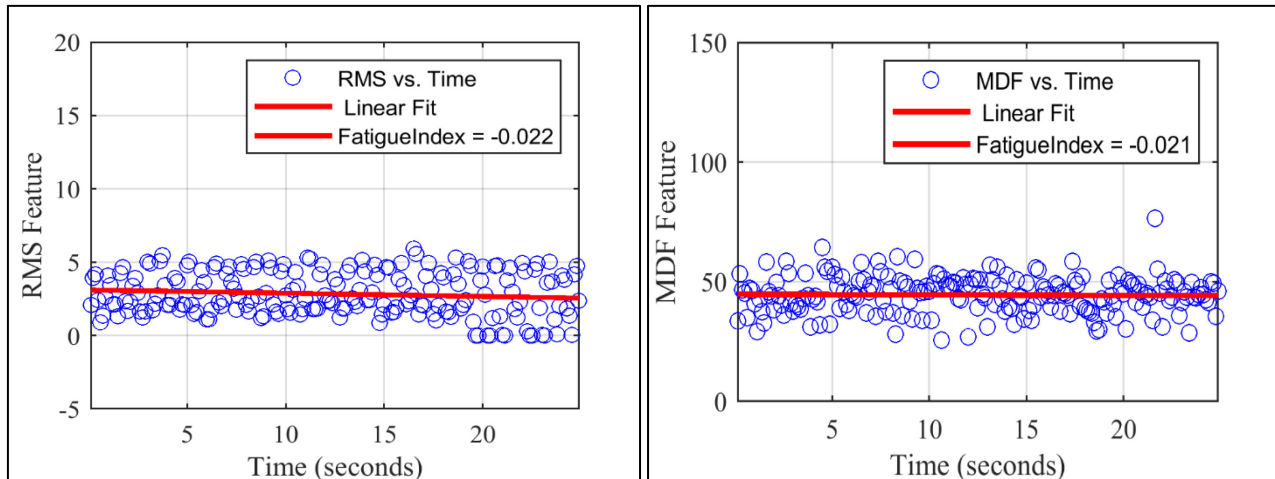 20
15
10
5
0
-5
RMS Feature
RMS vs. Time
Linear Fit
FatigueIndex = -0.022
5 10 15 20
Time (seconds)
150
100
50
0
MDF Feature
MDF vs. Time
Linear Fit
FatigueIndex = -0.021
5 10 15 20
Time (seconds)